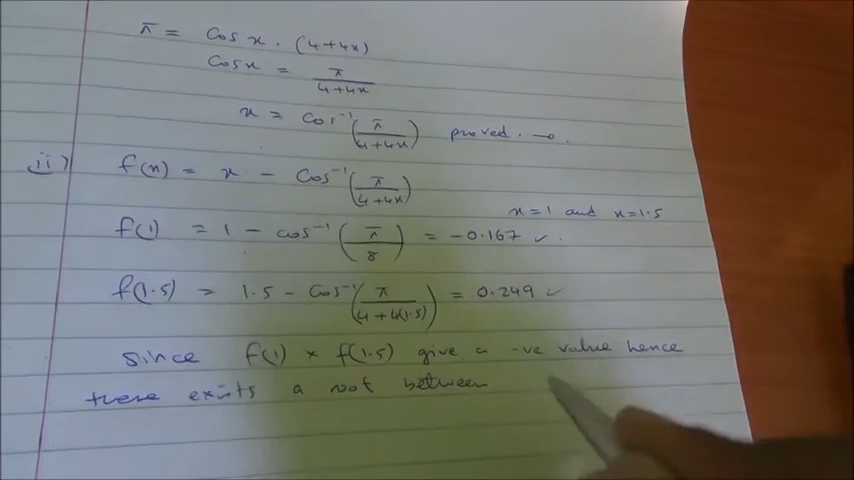 π = Cos x . (4+4x)
Cos x = π/(4+4x)
x = Cos⁻¹(π/(4+4x)) proved.
ii) f(x) = x - Cos⁻¹(π/(4+4x))
x=1 and x=1.5
f(1) = 1 - cos⁻¹(π/8) = -0.167 ✓.
f(1.5) = 1.5 - Cos⁻¹(π/(4+4(1.5))) = 0.249 ✓
since f(1) × f(1.5) give a -ve value hence
there exists a root between